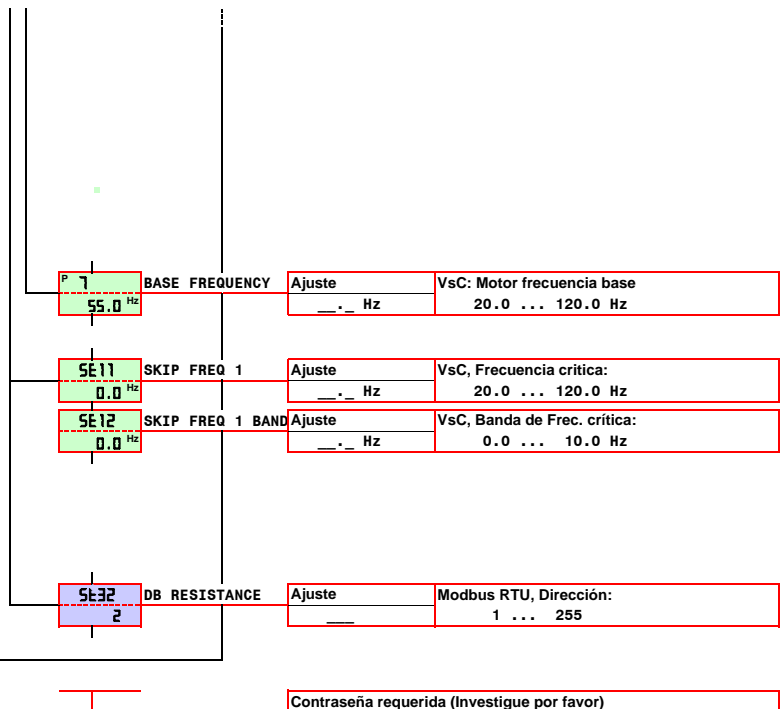 P 7 BASE FREQUENCY Ajuste VsC: Motor frecuencia base
55.0 Hz __._ Hz 20.0 ... 120.0 Hz
SE11 SKIP FREQ 1 Ajuste VsC, Frecuencia critica:
0.0 Hz __._ Hz 20.0 ... 120.0 Hz
SE12 SKIP FREQ 1 BAND Ajuste VsC, Banda de Frec. crítica:
0.0 Hz __._ Hz 0.0 ... 10.0 Hz
SE32 DB RESISTANCE Ajuste Modbus RTU, Dirección:
2 ___ 1 ... 255
Contraseña requerida (Investigue por favor)